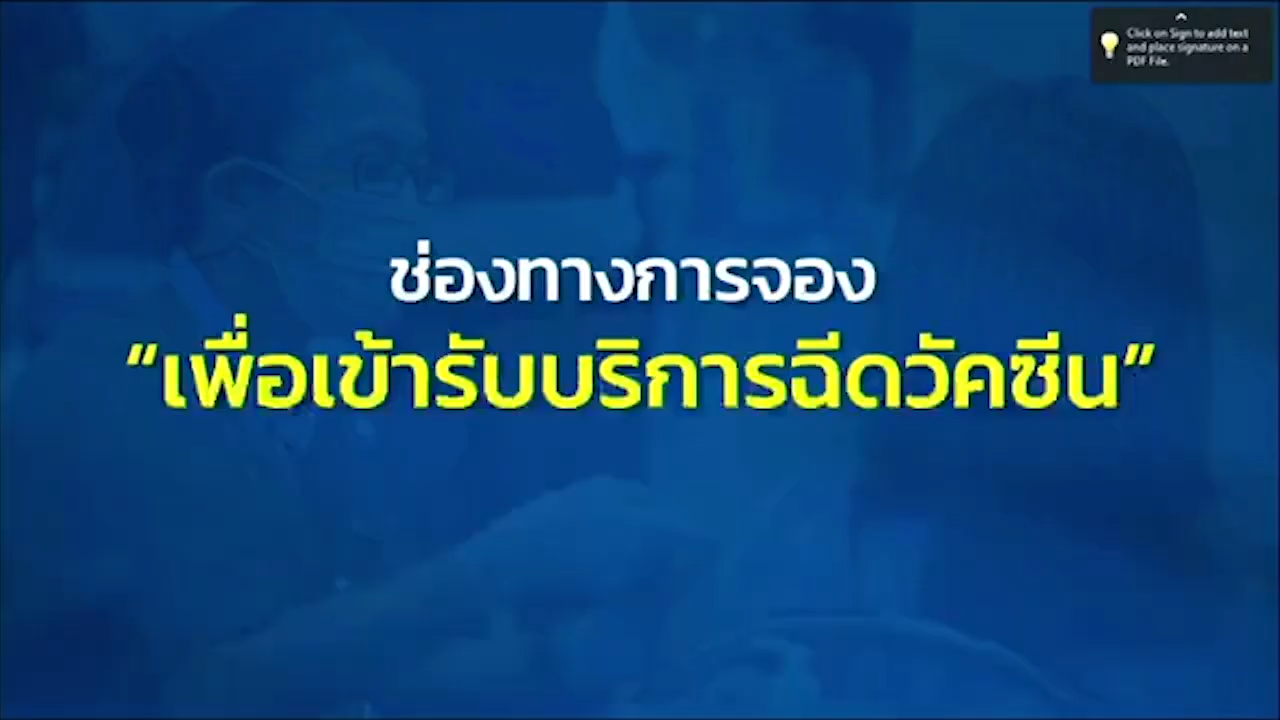 ช่องทางการจอง
“เพื่อเข้ารับบริการฉีดวัคซีน”
Click on Sign to add text
and place signature on a
PDF File.